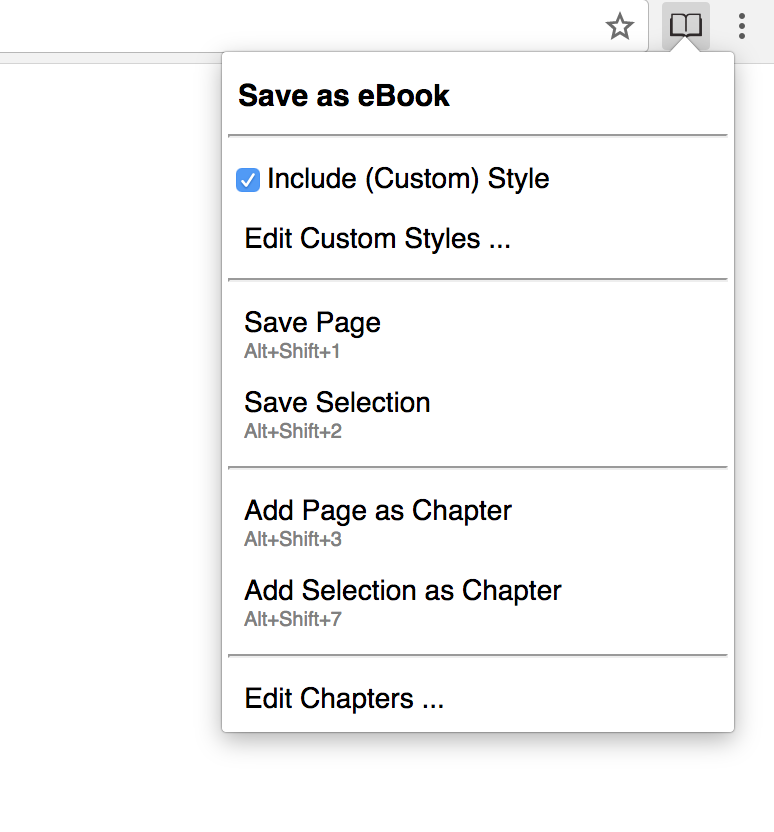 Save as eBook
Include (Custom) Style
Edit Custom Styles ...
Save Page
Alt+Shift+1
Save Selection
Alt+Shift+2
Add Page as Chapter
Alt+Shift+3
Add Selection as Chapter
Alt+Shift+7
Edit Chapters ...